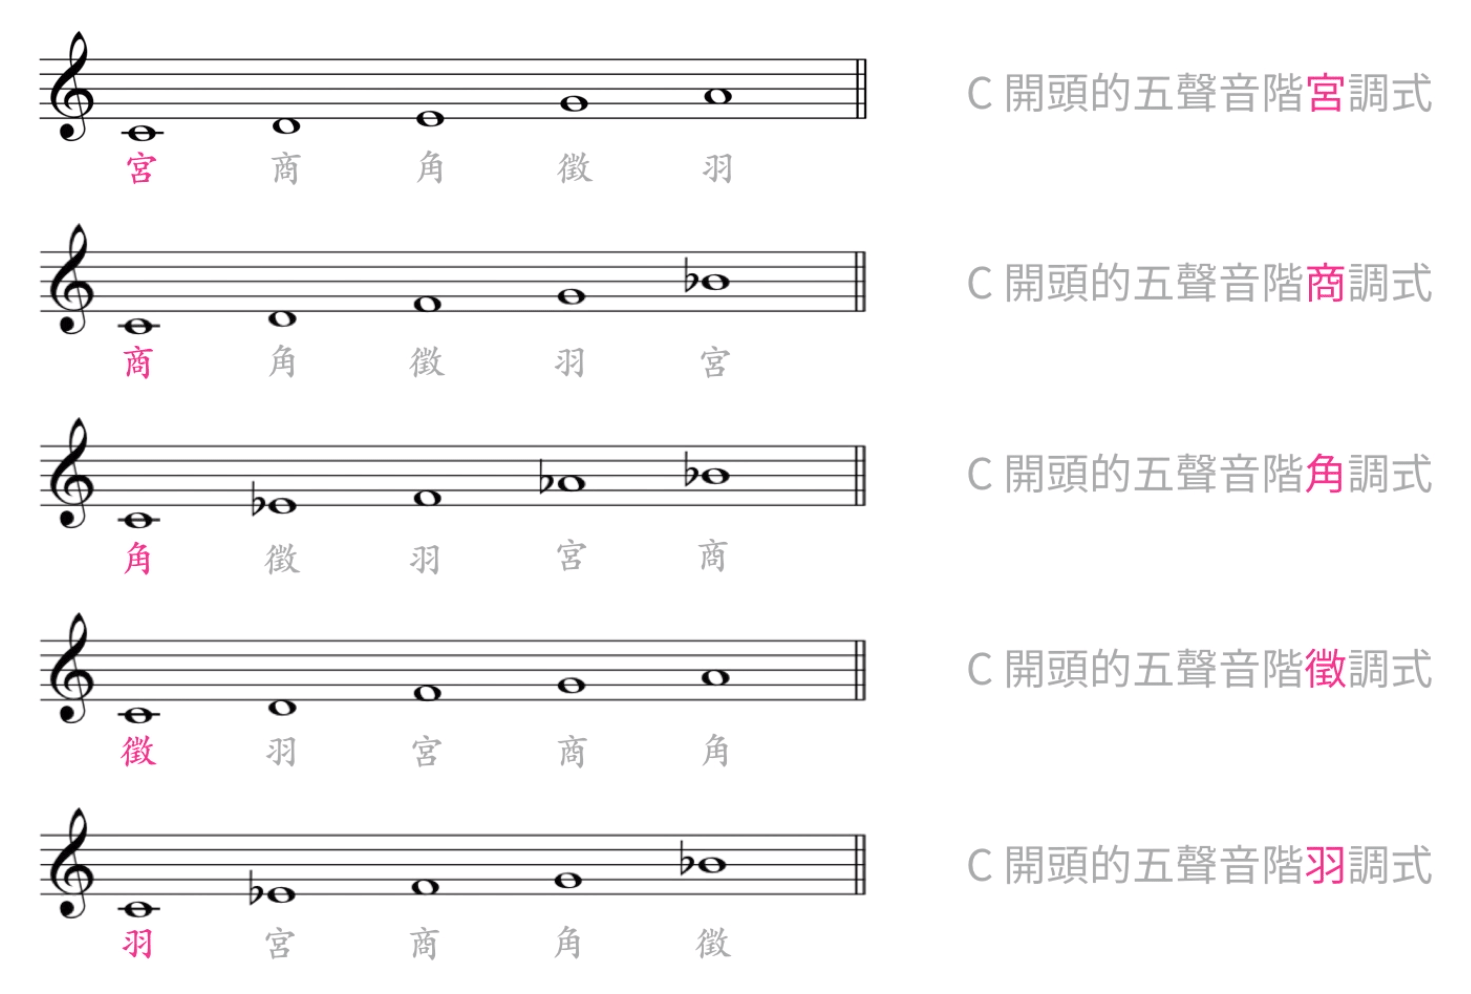 C 開頭的五聲音階宮調式
宮 商 角 徵 羽
C 開頭的五聲音階商調式
商 角 徵 羽 宮
C 開頭的五聲音階角調式
角 徵 羽 宮 商
C 開頭的五聲音階徵調式
徵 羽 宮 商 角
C 開頭的五聲音階羽調式
羽 宮 商 角 徵